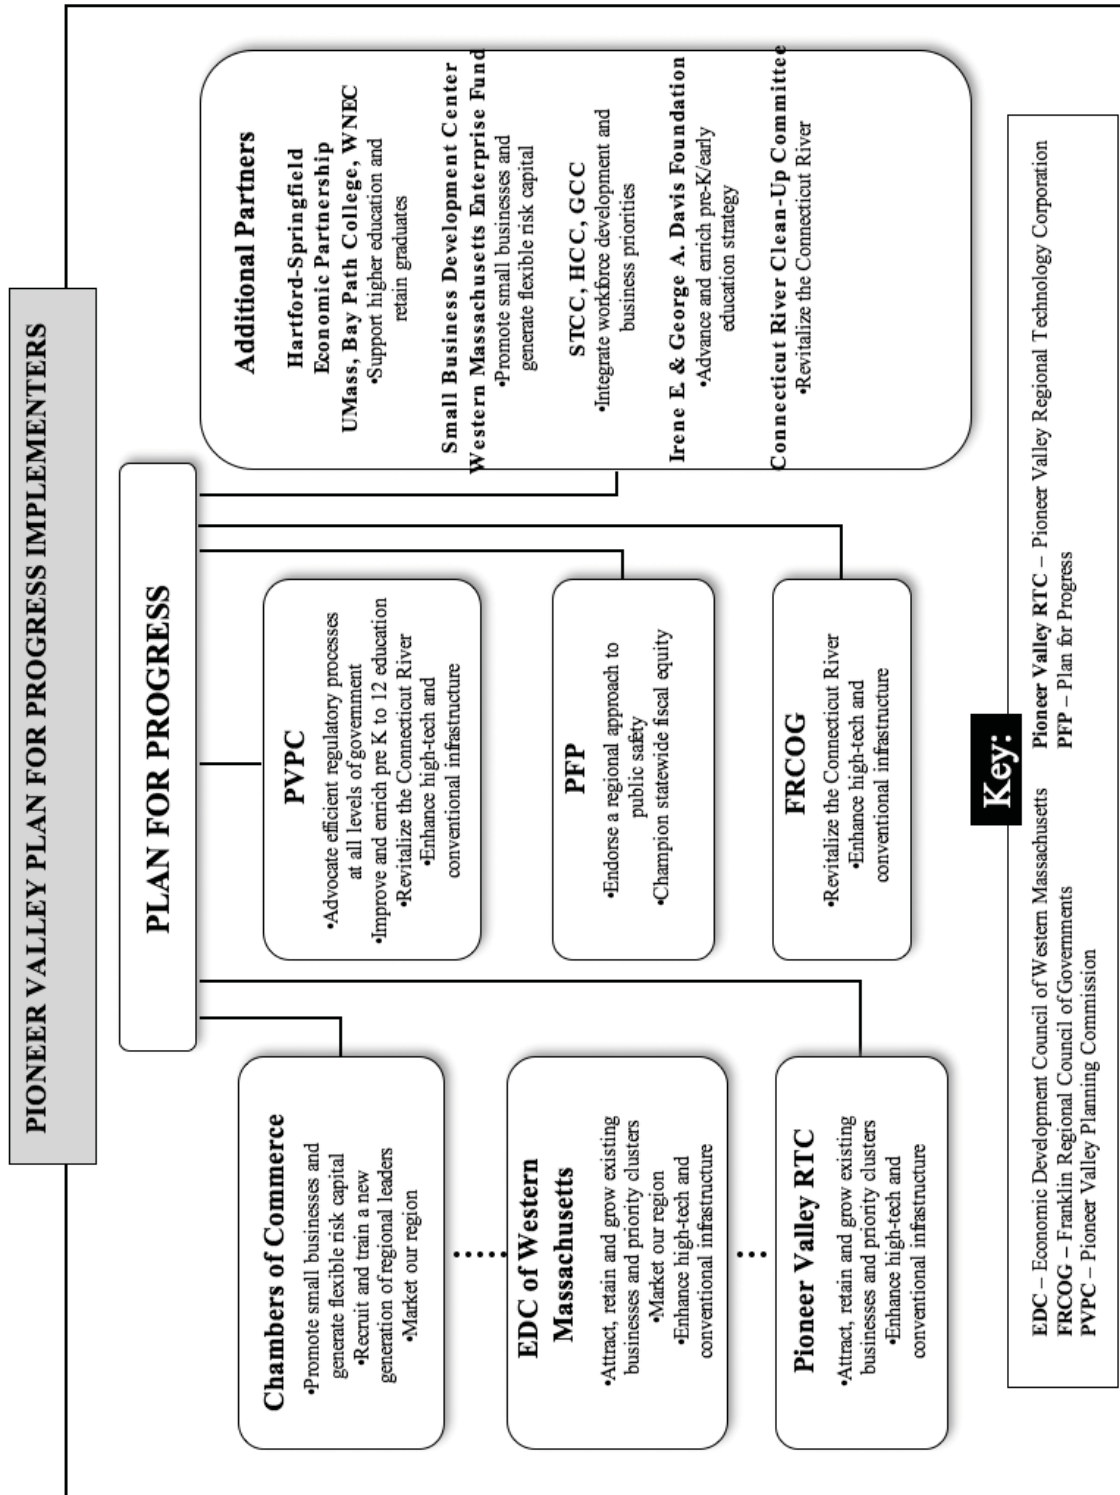 PIONEER VALLEY PLAN FOR PROGRESS IMPLEMENTERS
PLAN FOR PROGRESS
Chambers of Commerce
•Promote small businesses and
generate flexible risk capital
•Recruit and train a new
generation of regional leaders
•Market our region
EDC of Western
Massachusetts
•Attract, retain and grow existing
businesses and priority clusters
•Market our region
•Enhance high-tech and
conventional infrastructure
Pioneer Valley RTC
•Attract, retain and grow existing
businesses and priority clusters
•Enhance high-tech and
conventional infrastructure
PVPC
•Advocate efficient regulatory processes
at all levels of government
•Improve and enrich pre K to 12 education
•Revitalize the Connecticut River
•Enhance high-tech and
conventional infrastructure
PFP
•Endorse a regional approach to
public safety
•Champion statewide fiscal equity
FRCOG
•Revitalize the Connecticut River
•Enhance high-tech and
conventional infrastructure
Additional Partners
Hartford-Springfield
Economic Partnership
UMass, Bay Path College, WNEC
•Support higher education and
retain graduates
Small Business Development Center
Western Massachusetts Enterprise Fund
•Promote small businesses and
generate flexible risk capital
STCC, HCC, GCC
•Integrate workforce development and
business priorities
Irene E. & George A. Davis Foundation
•Advance and enrich pre-K/early
education strategy
Connecticut River Clean-Up Committee
•Revitalize the Connecticut River
Key:
EDC – Economic Development Council of Western Massachusetts
FRCOG – Franklin Regional Council of Governments
PVPC – Pioneer Valley Planning Commission
Pioneer Valley RTC – Pioneer Valley Regional Technology Corporation
PFP – Plan for Progress